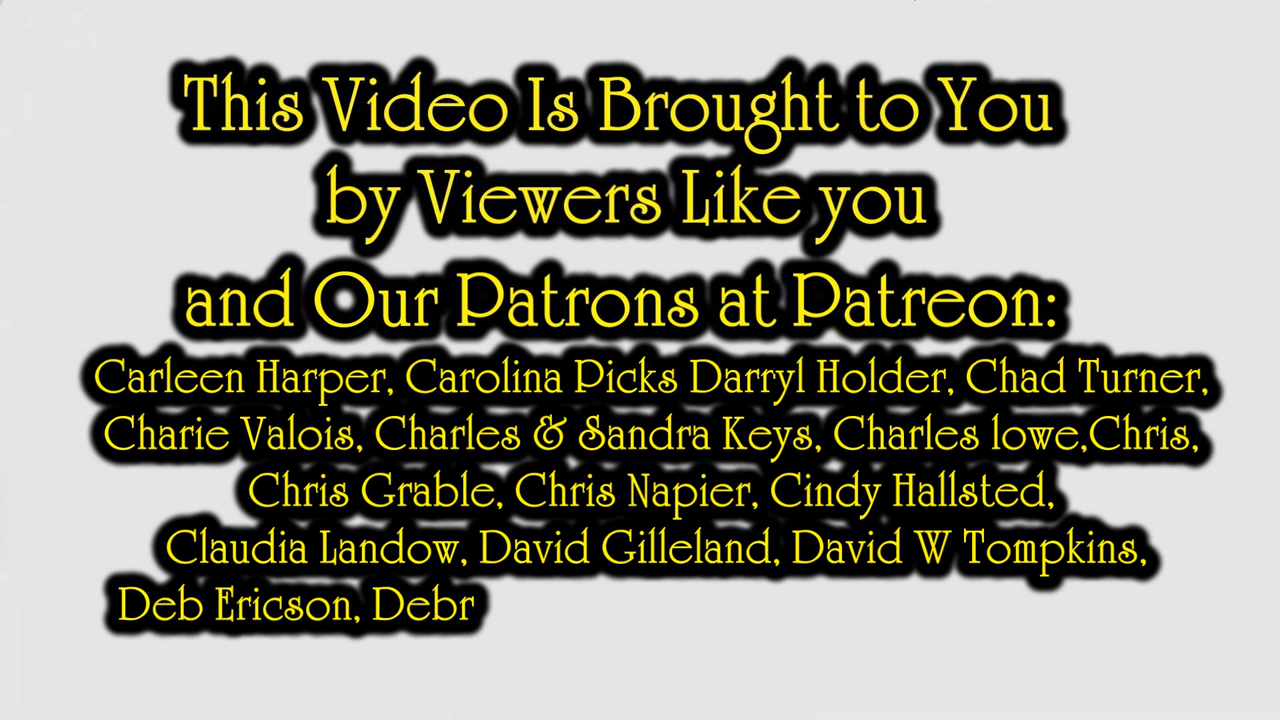 This Video Is Brought to You
by Viewers Like you
and Our Patrons at Patreon:
Carleen Harper, Carolina Picks Darryl Holder, Chad Turner,
Charie Valois, Charles & Sandra Keys, Charles lowe,Chris,
Chris Grable, Chris Napier, Cindy Hallsted,
Claudia Landow, David Gilleland, David W Tompkins,
Deb Ericson, Debr